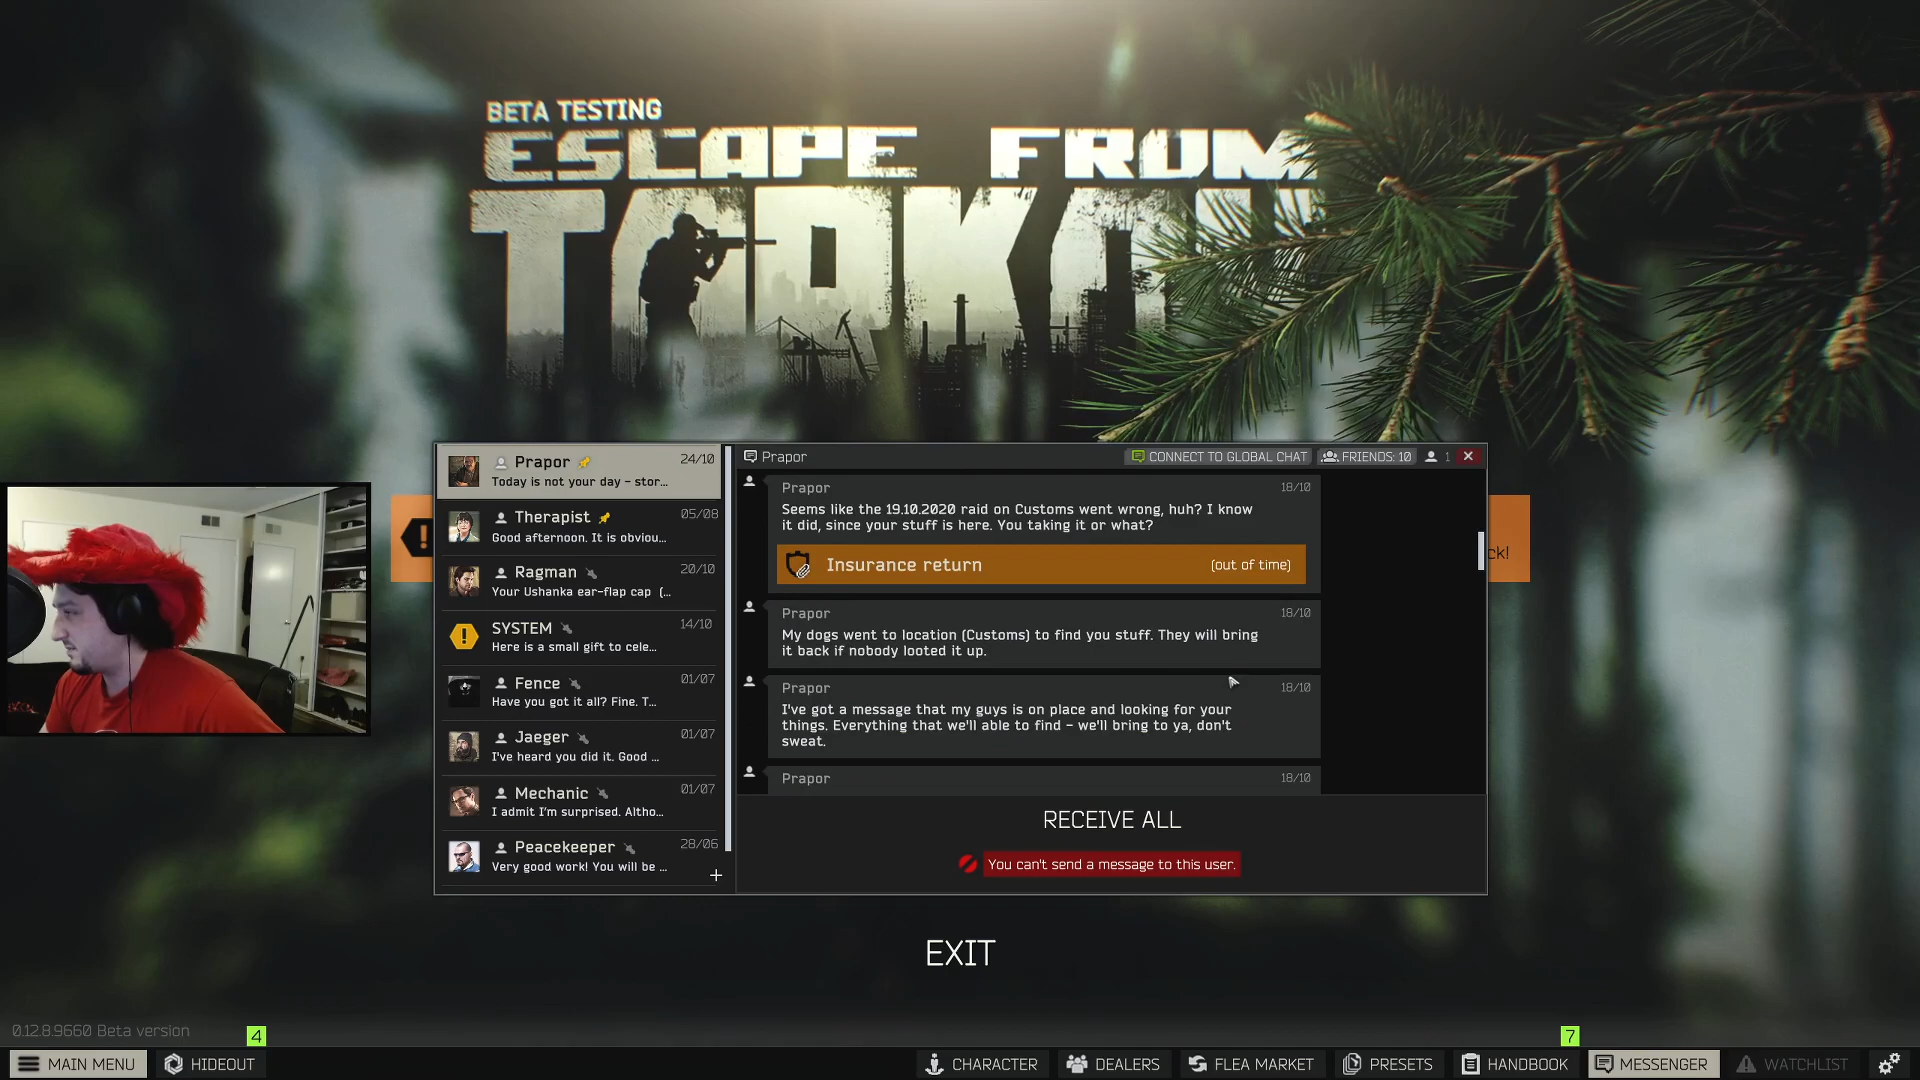 BETA TESTING
ESCAPE FROM
TARKOV
Prapor 24/10
Today is not your day – stor...
Therapist 05/08
Good afternoon. It is obviou...
Ragman 20/10
Your Ushanka ear-flap cap (...
SYSTEM 14/10
Here is a small gift to cele...
Fence 01/07
Have you got it all? Fine. T...
Jaeger 01/07
I've heard you did it. Good ...
Mechanic 01/07
I admit I'm surprised. Altho...
Peacekeeper 28/06
Very good work! You will be ...
+
Prapor CONNECT TO GLOBAL CHAT FRIENDS: 10 1
Prapor 18/10
Seems like the 19.10.2020 raid on Customs went wrong, huh? I know
it did, since your stuff is here. You taking it or what?
Insurance return (out of time)
Prapor 18/10
My dogs went to location (Customs) to find you stuff. They will bring
it back if nobody looted it up.
Prapor 18/10
I've got a message that my guys is on place and looking for your
things. Everything that we'll able to find – we'll bring to ya, don't
sweat.
Prapor 18/10
RECEIVE ALL
You can't send a message to this user.
ck!
EXIT
0.12.8.9660 Beta version
4
7
MAIN MENU HIDEOUT CHARACTER DEALERS FLEA MARKET PRESETS HANDBOOK MESSENGER WATCHLIST